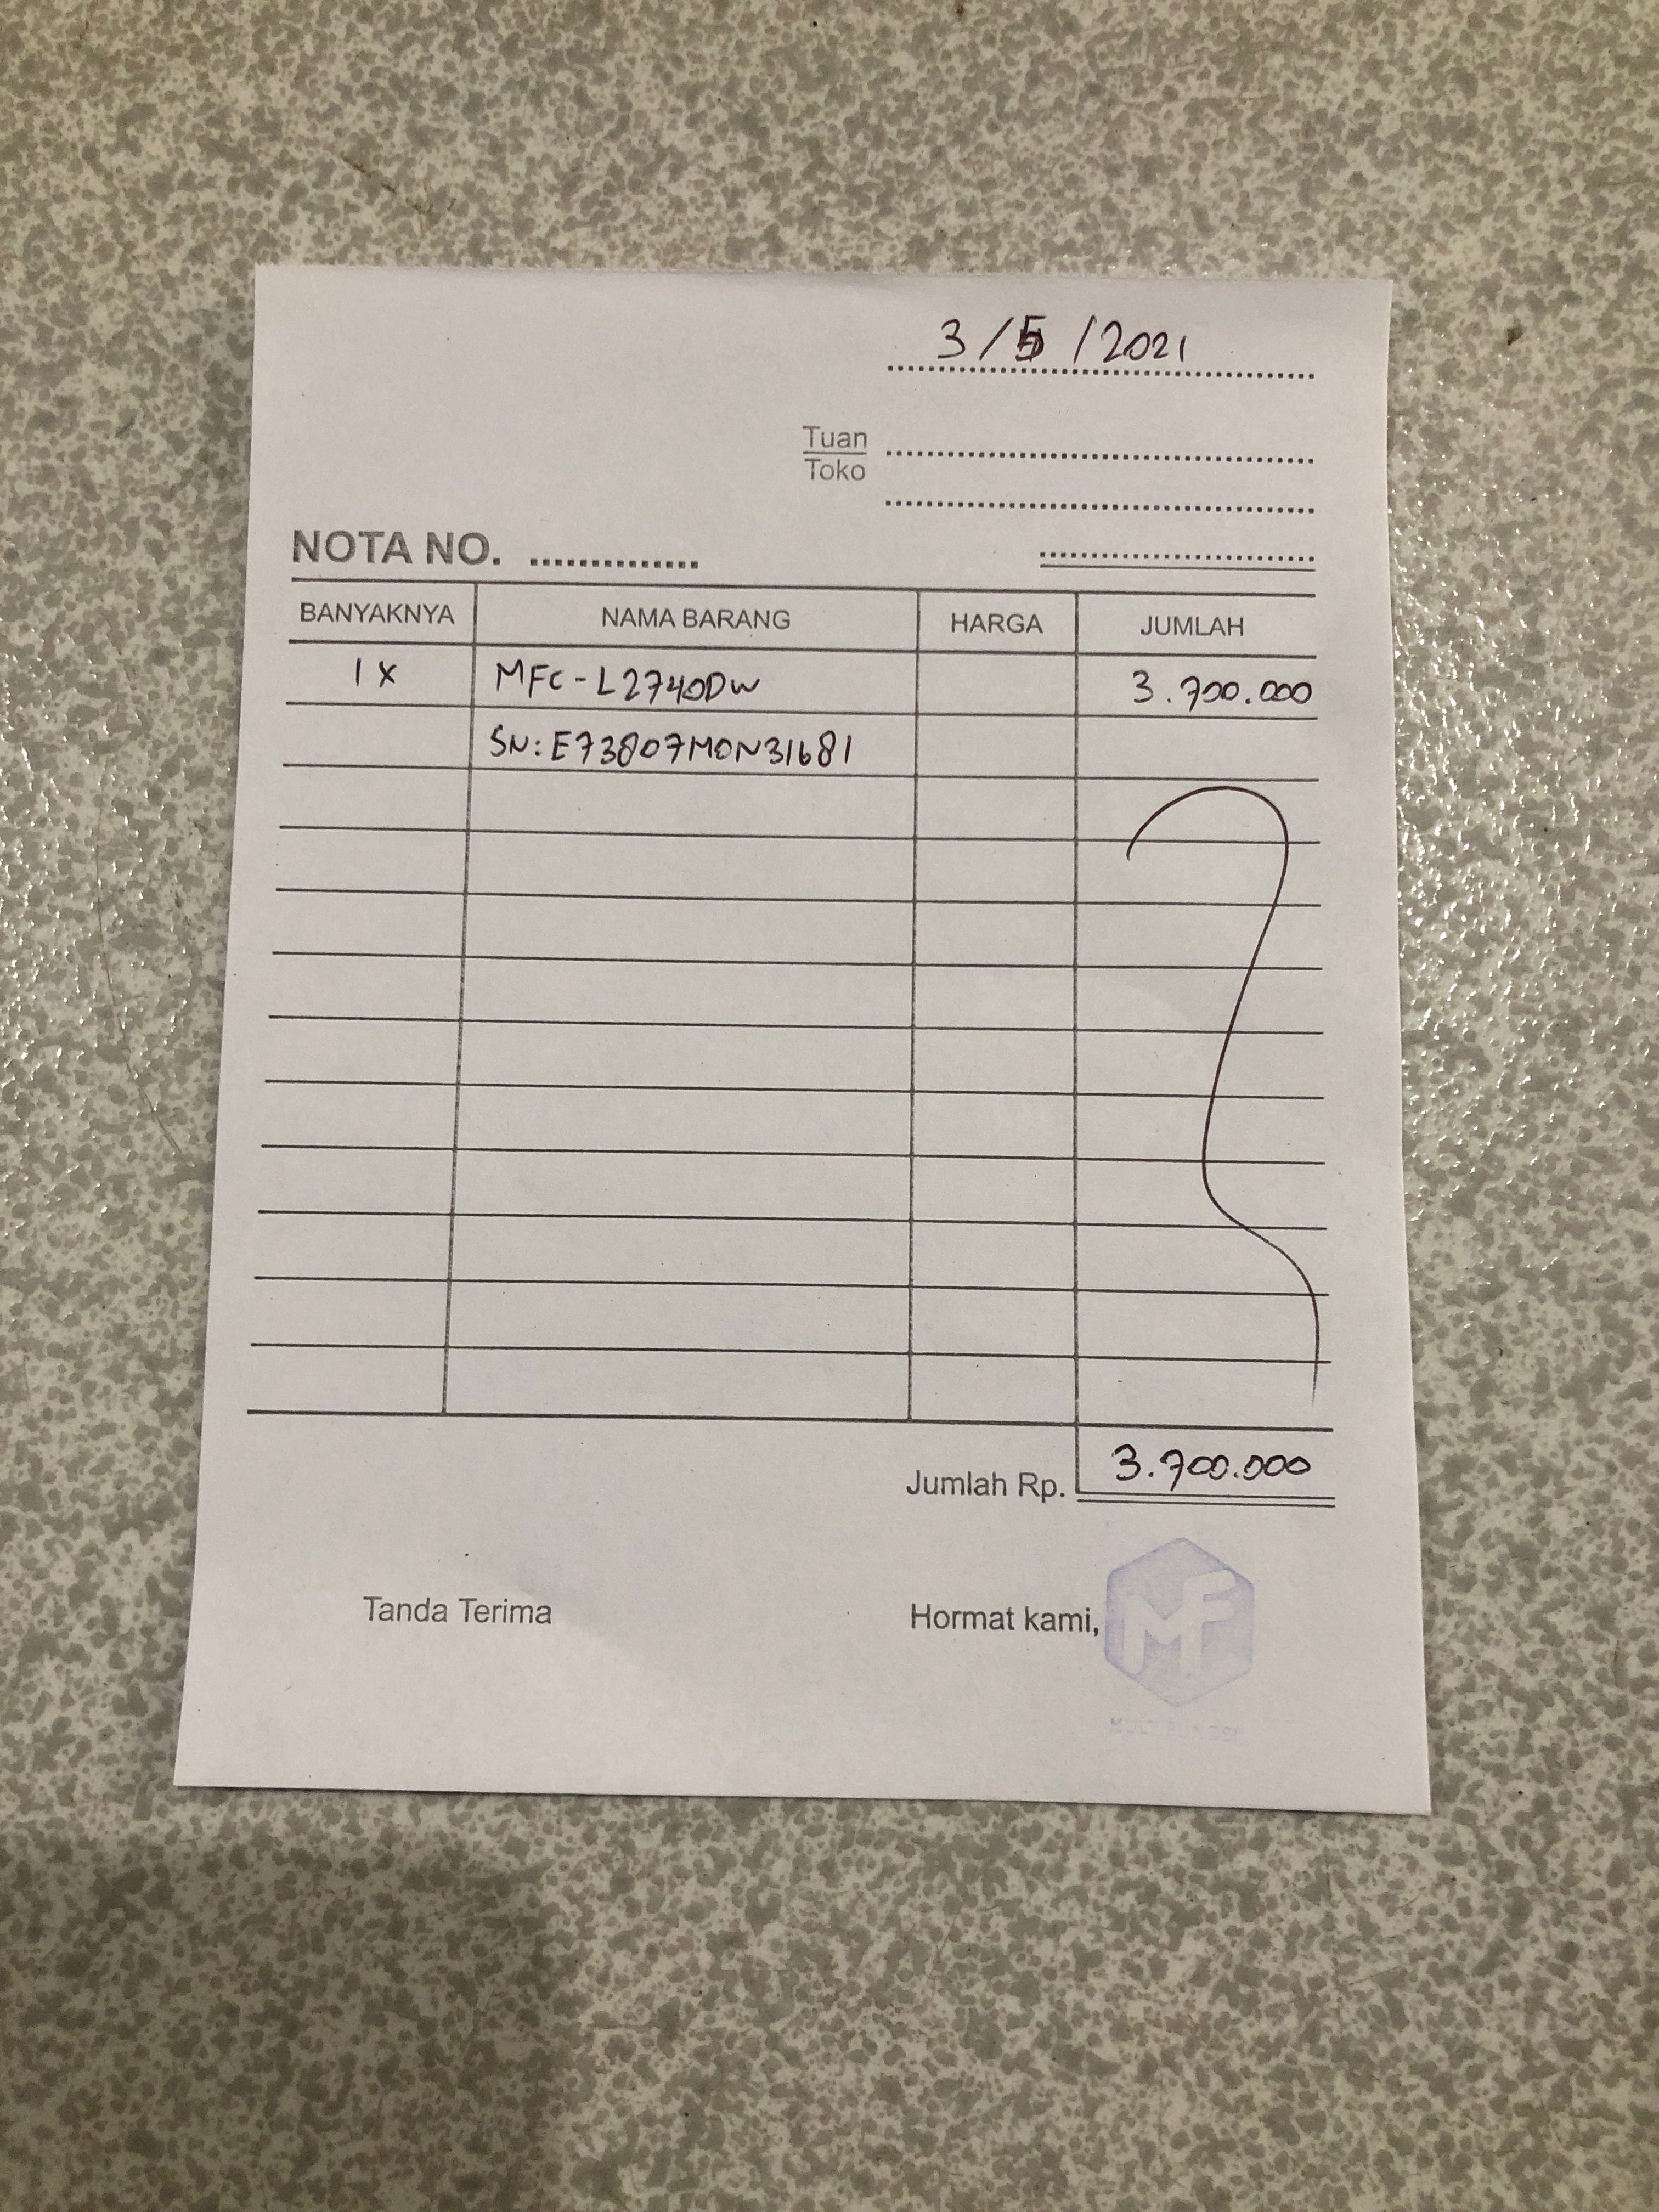 3/5/2021
Tuan
Toko
NOTA NO.
BANYAKNYA NAMA BARANG HARGA JUMLAH
1 X MFC-L2740DW 3.700.000
SN: E73807M0N31681
Jumlah Rp. 3.700.000
Tanda Terima Hormat kami,
MF